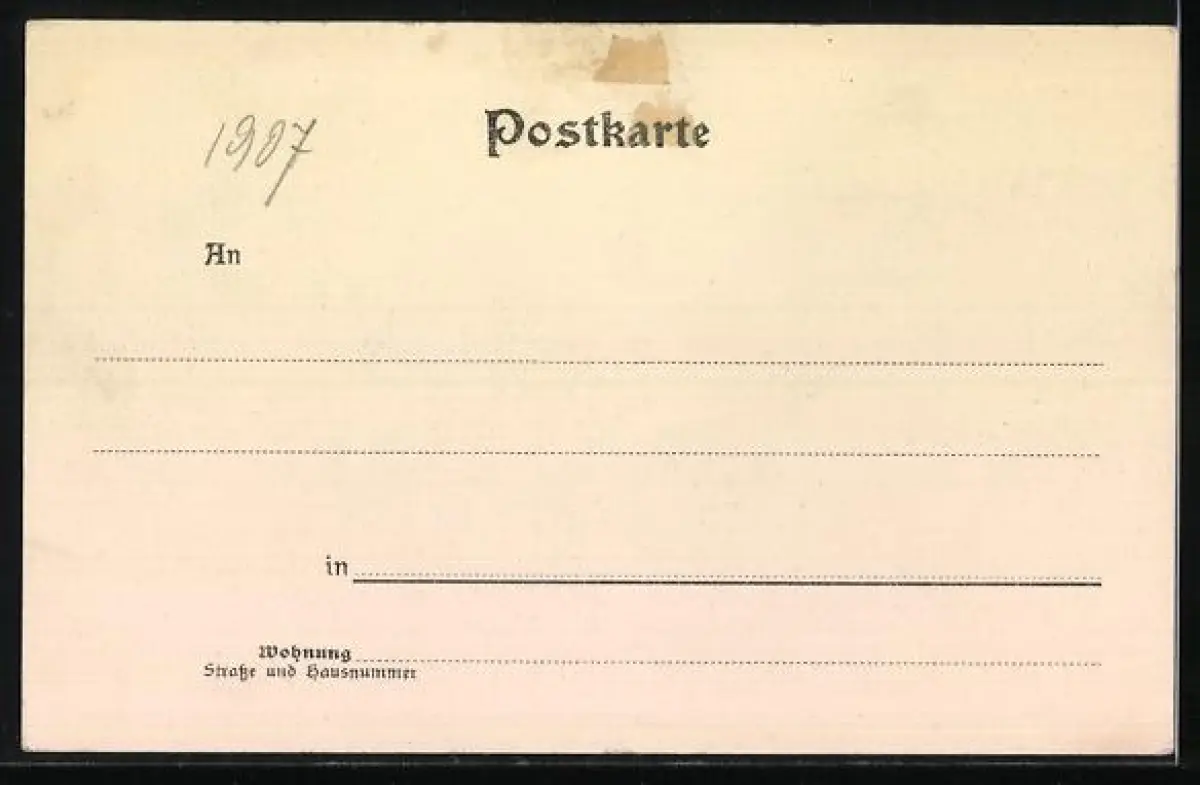 Postkarte
1907
An
in
Wohnung
Straße und Hausnummer